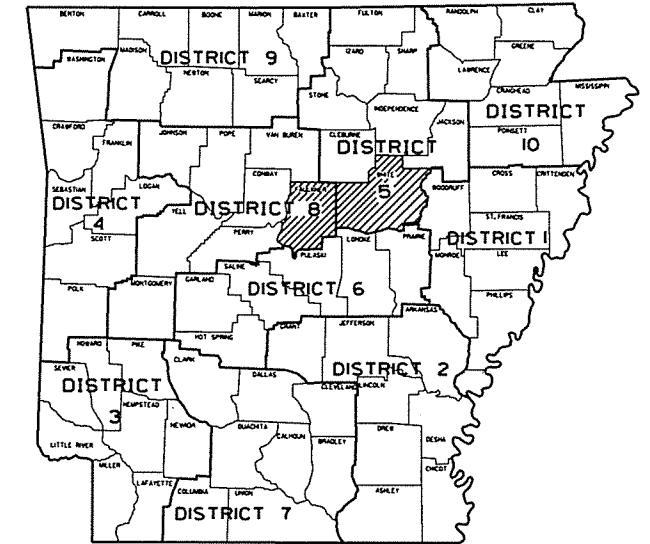 BENTON CARROLL BOONE MARION BAXTER FULTON RANDOLPH CLAY
WASHINGTON MADISON DISTRICT 9 IZARD SHARP GREENE
NEWTON SEARCY LAWRENCE
STONE INDEPENDENCE CRAIGHEAD MISSISSIPPI
DISTRICT
CRAWFORD FRANKLIN JOHNSON POPE VAN BUREN CLEBURNE JACKSON POINSETT
DISTRICT 10
CONWAY FAULKNER WHITE WOODRUFF CROSS CRITTENDEN
SEBASTIAN LOGAN 5
DISTRICT YELL DISTRICT 8 ST. FRANCIS
4 PERRY LONOKE PRAIRIE DISTRICT 1
SCOTT PULASKI MONROE LEE
SALINE
POLK MONTGOMERY GARLAND DISTRICT 6 PHILLIPS
ARKANSAS
HOT SPRING GRANT JEFFERSON
HOWARD PIKE CLARK
SEVIER DALLAS DISTRICT 2
DISTRICT CLEVELAND LINCOLN
3 HEMPSTEAD
NEVADA OUACHITA CALHOUN BRADLEY DREW DESHA
LITTLE RIVER
MILLER CHICOT
LAFAYETTE COLUMBIA UNION ASHLEY
DISTRICT 7